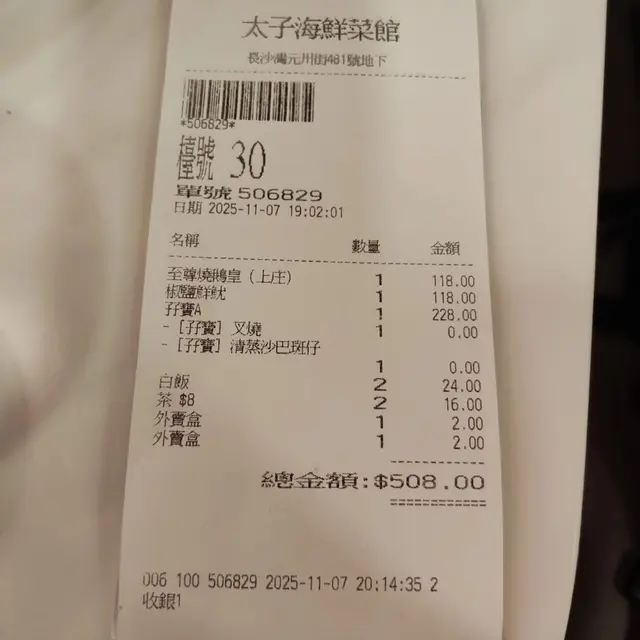 太子海鮮菜館
長沙灣元州街481號地下
*506829*
檯號 30
單號 506829
日期 2025-11-07 19:02:01
名稱 數量 金額
至尊燒鵝皇 (上庄) 1 118.00
椒鹽鮮魷 1 118.00
孖寶A 1 228.00
- [孖寶] 叉燒 1 0.00
- [孖寶] 清蒸沙巴斑仔
1 0.00
白飯 2 24.00
茶 $8 2 16.00
外賣盒 1 2.00
外賣盒 1 2.00
總金額:$508.00
006 100 506829 2025-11-07 20:14:35 2
收銀1